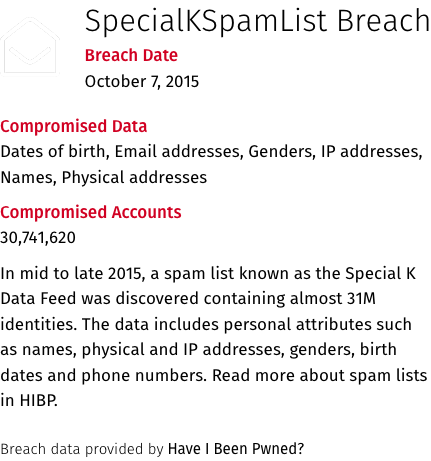 SpecialKSpamList Breach
Breach Date
October 7, 2015
Compromised Data
Dates of birth, Email addresses, Genders, IP addresses,
Names, Physical addresses
Compromised Accounts
30,741,620
In mid to late 2015, a spam list known as the Special K
Data Feed was discovered containing almost 31M
identities. The data includes personal attributes such
as names, physical and IP addresses, genders, birth
dates and phone numbers. Read more about spam lists
in HIBP.
Breach data provided by Have I Been Pwned?